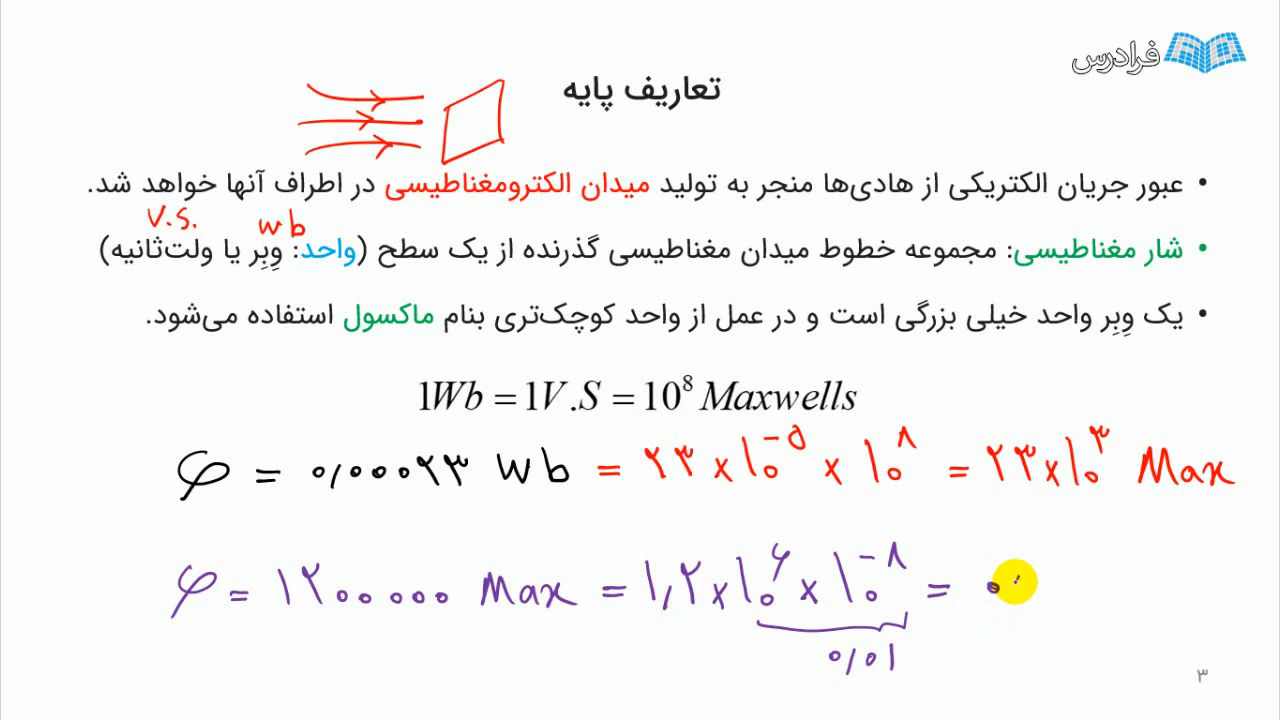 فرادرس
تعاریف پایه
• عبور جریان الکتریکی از هادی‌ها منجر به تولید میدان الکترومغناطیسی در اطراف آنها خواهد شد.
V.S. wb
• شار مغناطیسی: مجموعه خطوط میدان مغناطیسی گذرنده از یک سطح (واحد: وِبِر یا ولت‌ثانیه)
• یک وِبِر واحد خیلی بزرگی است و در عمل از واحد کوچک‌تری بنام ماکسول استفاده می‌شود.
1Wb = 1V.S = 10⁸ Maxwells
φ = ۰,۰۰۰۲۳ wb = ۲۳ × ۱۰^-۵ × ۱۰^۸ = ۲۳ × ۱۰^۳ Max
φ = ۱۲۰۰۰۰۰ Max = ۱,۲ × ۱۰^۶ × ۱۰^-۸ = ۰
۰,۰۱
۳